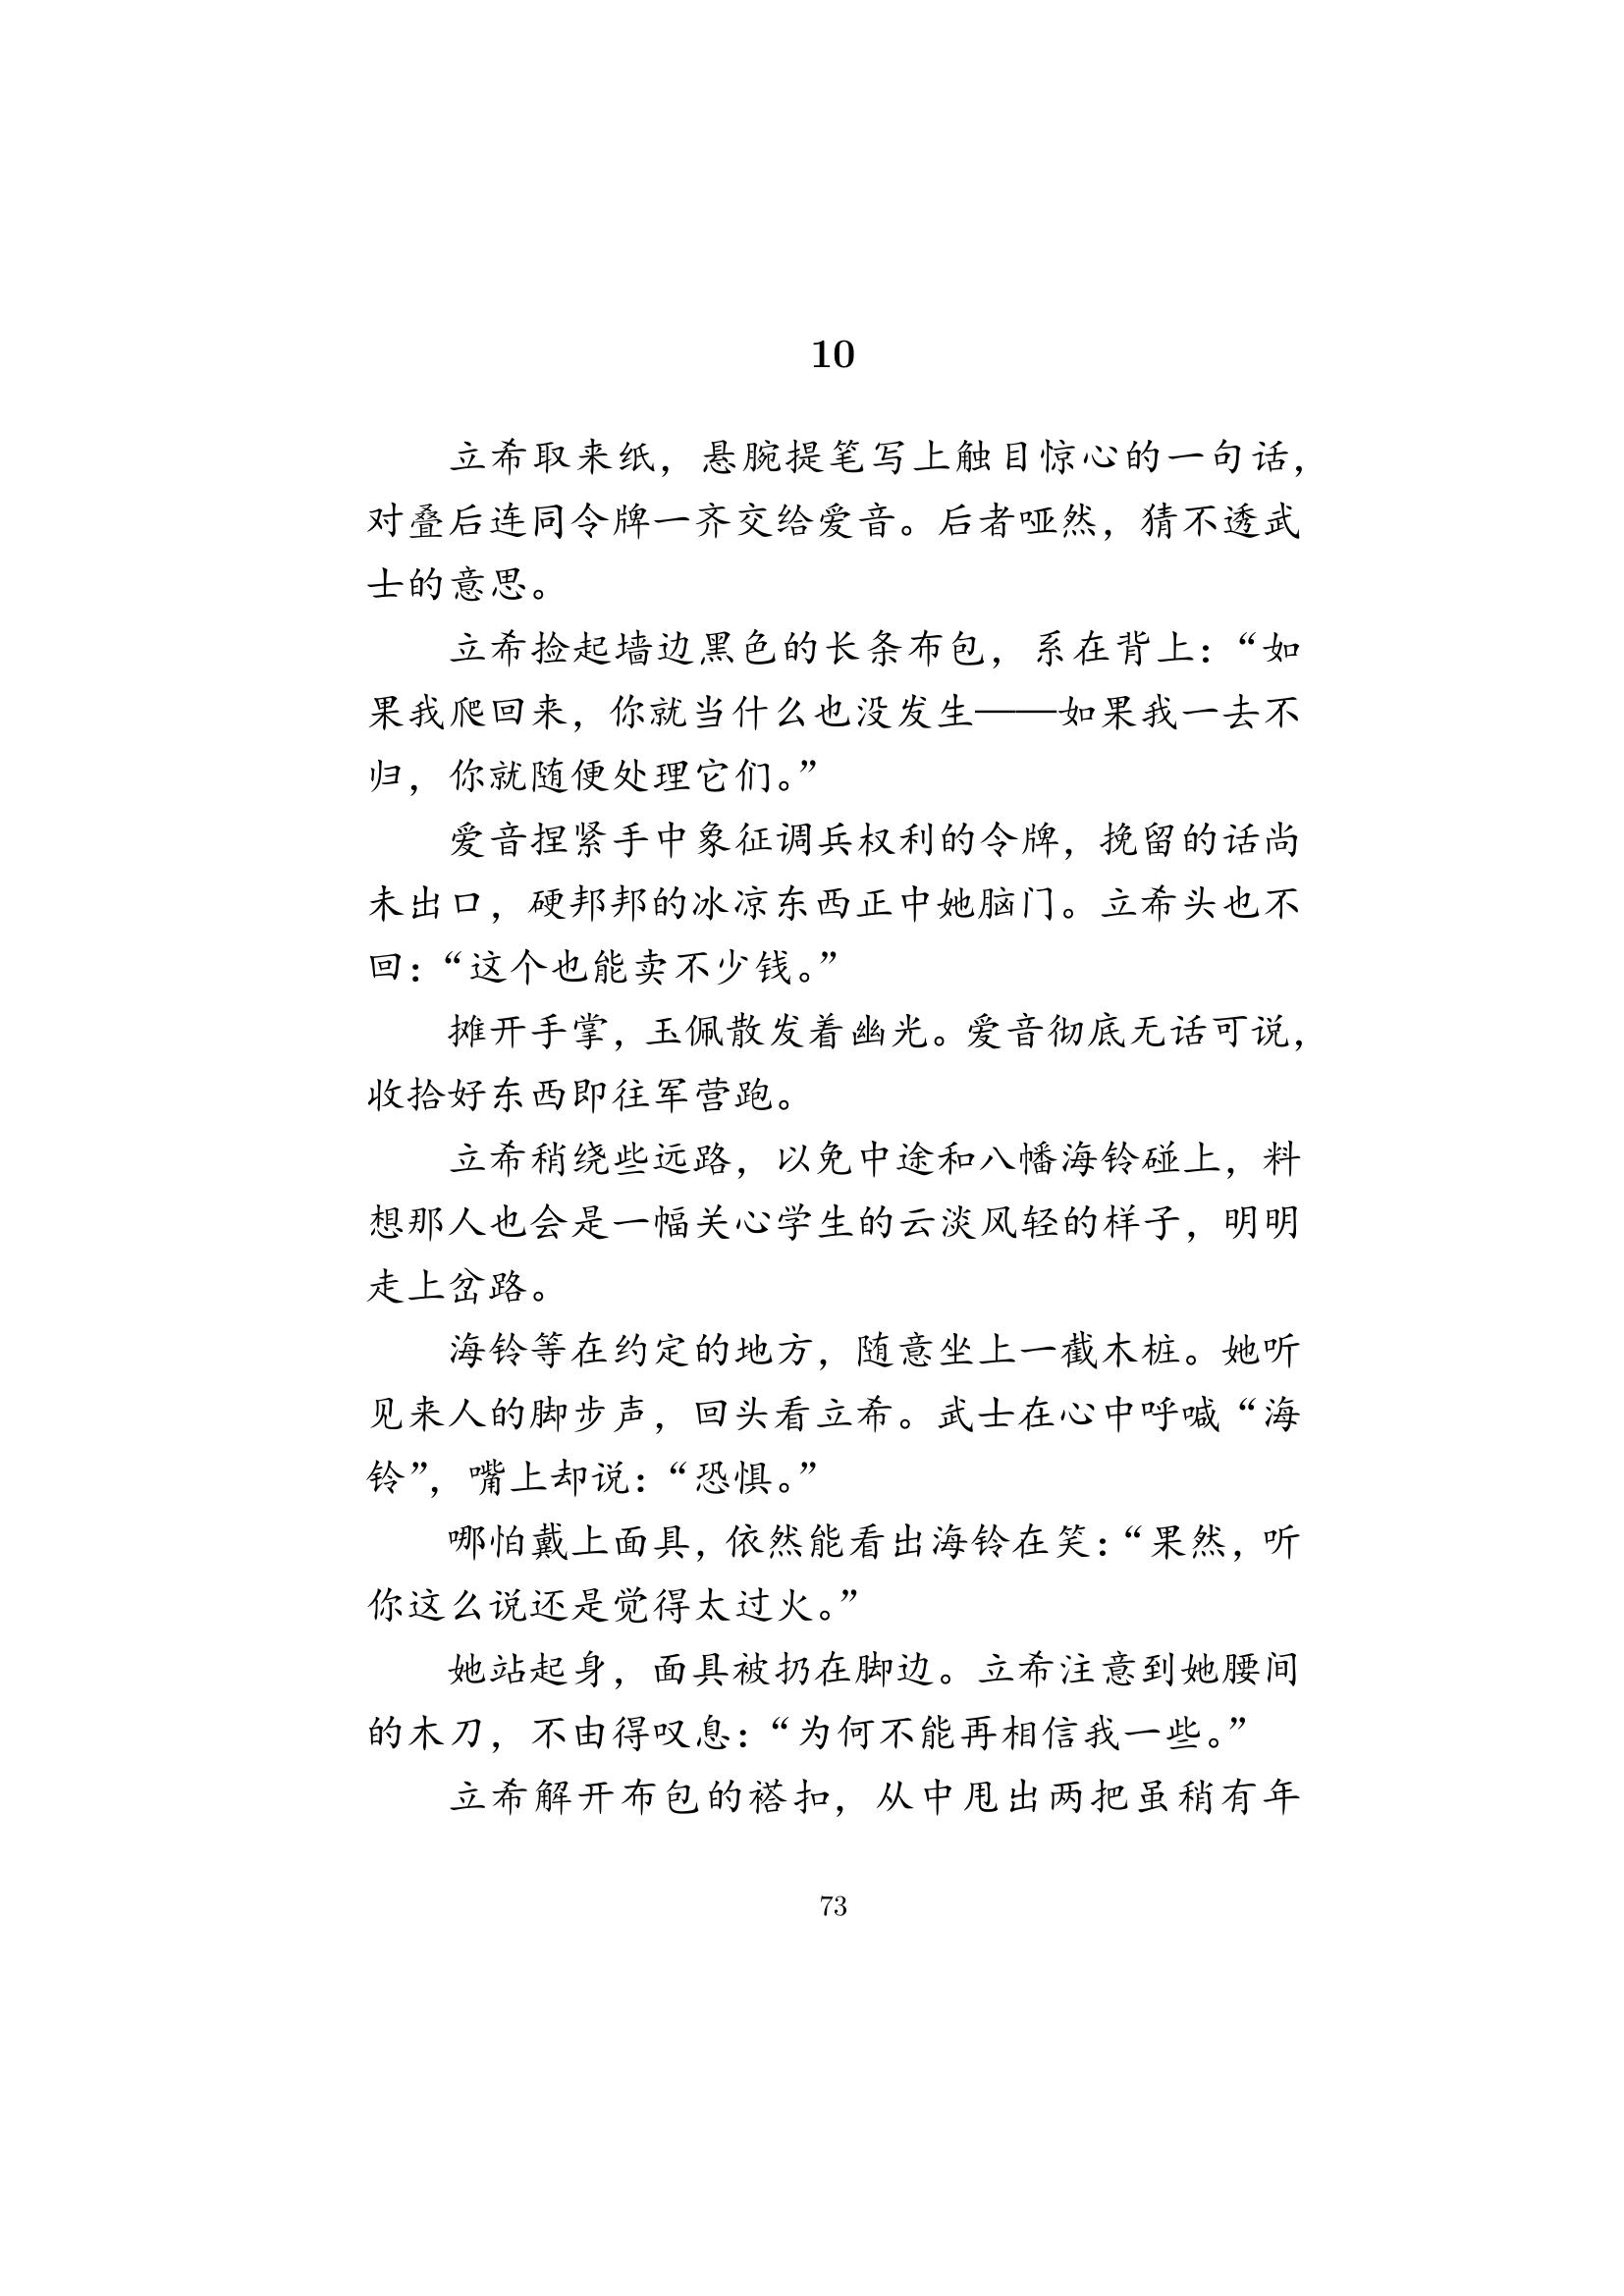 10
立希取来纸，悬腕提笔写上触目惊心的一句话，
对叠后连同令牌一齐交给爱音。后者哑然，猜不透武
士的意思。
立希捡起墙边黑色的长条布包，系在背上：“如
果我爬回来，你就当什么也没发生——如果我一去不
归，你就随便处理它们。”
爱音捏紧手中象征调兵权利的令牌，挽留的话尚
未出口，硬邦邦的冰凉东西正中她脑门。立希头也不
回：“这个也能卖不少钱。”
摊开手掌，玉佩散发着幽光。爱音彻底无话可说，
收拾好东西即往军营跑。
立希稍绕些远路，以免中途和八幡海铃碰上，料
想那人也会是一幅关心学生的云淡风轻的样子，明明
走上岔路。
海铃等在约定的地方，随意坐上一截木桩。她听
见来人的脚步声，回头看立希。武士在心中呼喊“海
铃”，嘴上却说：“恐惧。”
哪怕戴上面具，依然能看出海铃在笑：“果然，听
你这么说还是觉得太过火。”
她站起身，面具被扔在脚边。立希注意到她腰间
的木刀，不由得叹息：“为何不能再相信我一些。”
立希解开布包的褡扣，从中甩出两把虽稍有年
73